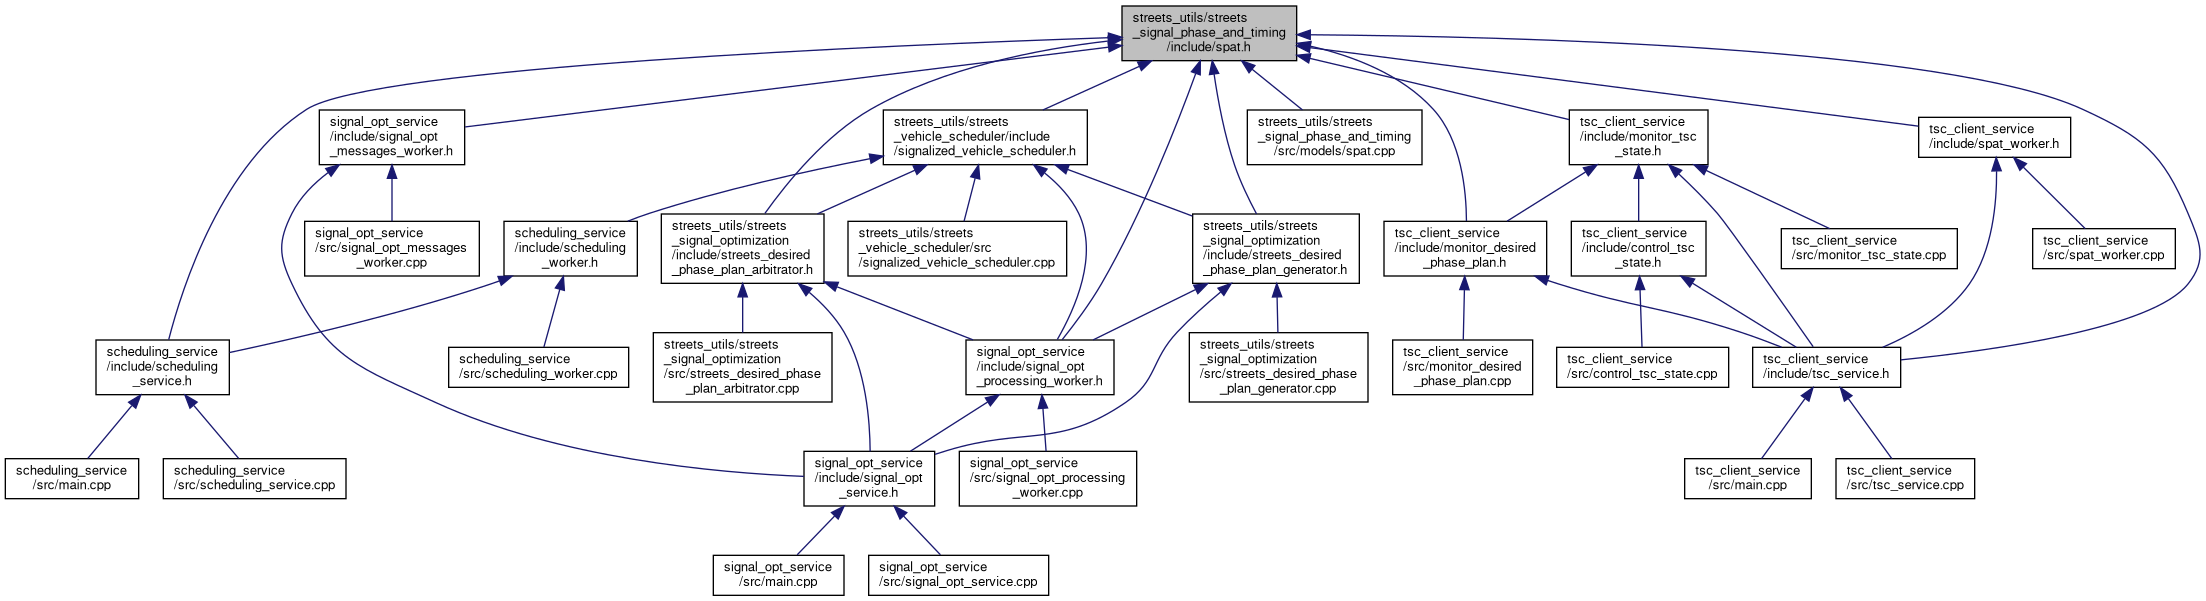 streets_utils/streets
_signal_phase_and_timing
/include/spat.h
signal_opt_service
/include/signal_opt
_messages_worker.h
streets_utils/streets
_vehicle_scheduler/include
/signalized_vehicle_scheduler.h
streets_utils/streets
_signal_phase_and_timing
/src/models/spat.cpp
tsc_client_service
/include/monitor_tsc
_state.h
tsc_client_service
/include/spat_worker.h
signal_opt_service
/src/signal_opt_messages
_worker.cpp
scheduling_service
/include/scheduling
_worker.h
streets_utils/streets
_signal_optimization
/include/streets_desired
_phase_plan_arbitrator.h
streets_utils/streets
_vehicle_scheduler/src
/signalized_vehicle_scheduler.cpp
streets_utils/streets
_signal_optimization
/include/streets_desired
_phase_plan_generator.h
tsc_client_service
/include/monitor_desired
_phase_plan.h
tsc_client_service
/include/control_tsc
_state.h
tsc_client_service
/src/monitor_tsc_state.cpp
tsc_client_service
/src/spat_worker.cpp
scheduling_service
/include/scheduling
_service.h
scheduling_service
/src/scheduling_worker.cpp
streets_utils/streets
_signal_optimization
/src/streets_desired_phase
_plan_arbitrator.cpp
signal_opt_service
/include/signal_opt
_processing_worker.h
streets_utils/streets
_signal_optimization
/src/streets_desired_phase
_plan_generator.cpp
tsc_client_service
/src/monitor_desired
_phase_plan.cpp
tsc_client_service
/src/control_tsc_state.cpp
tsc_client_service
/include/tsc_service.h
scheduling_service
/src/main.cpp
scheduling_service
/src/scheduling_service.cpp
signal_opt_service
/include/signal_opt
_service.h
signal_opt_service
/src/signal_opt_processing
_worker.cpp
tsc_client_service
/src/main.cpp
tsc_client_service
/src/tsc_service.cpp
signal_opt_service
/src/main.cpp
signal_opt_service
/src/signal_opt_service.cpp